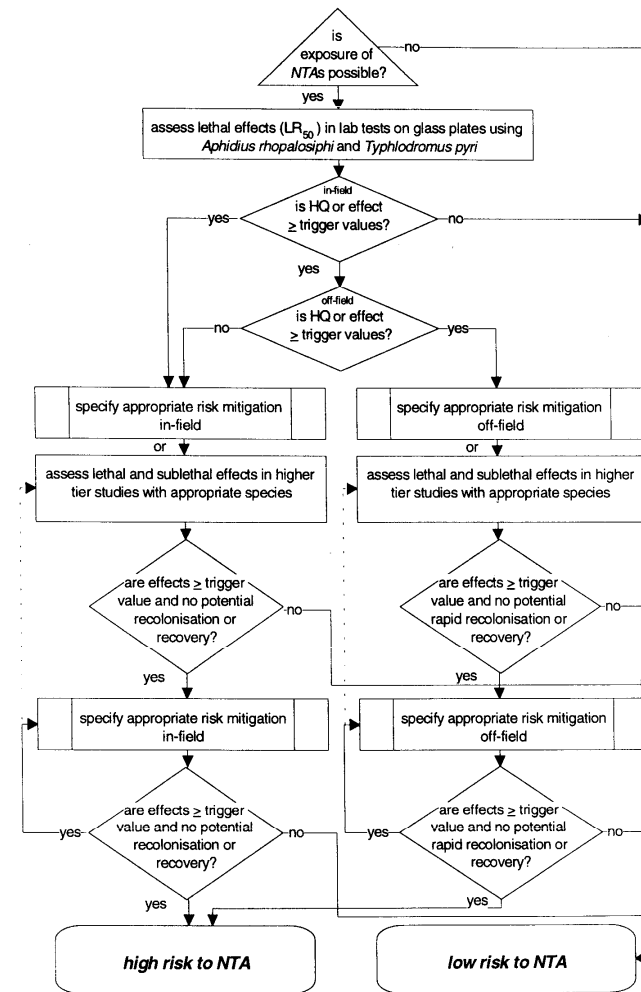 is
exposure of
NTAs possible?
no
yes
assess lethal effects (LR50) in lab tests on glass plates using
Aphidius rhopalosiphi and Typhlodromus pyri
in-field
is HQ or effect
≥ trigger values?
yes
no
yes
off-field
is HQ or effect
≥ trigger values?
no
yes
specify appropriate risk mitigation
in-field
specify appropriate risk mitigation
off-field
or
or
assess lethal and sublethal effects in higher
tier studies with appropriate species
assess lethal and sublethal effects in higher
tier studies with appropriate species
are effects ≥ trigger
value and no potential
recolonisation or
recovery?
no
are effects ≥ trigger
value and no potential
rapid recolonisation or
recovery?
no
yes
yes
specify appropriate risk mitigation
in-field
specify appropriate risk mitigation
off-field
are effects ≥ trigger
value and no potential
recolonisation or
recovery?
yes
no
are effects ≥ trigger
value and no potential
rapid recolonisation or
recovery?
yes
no
yes
yes
high risk to NTA
low risk to NTA